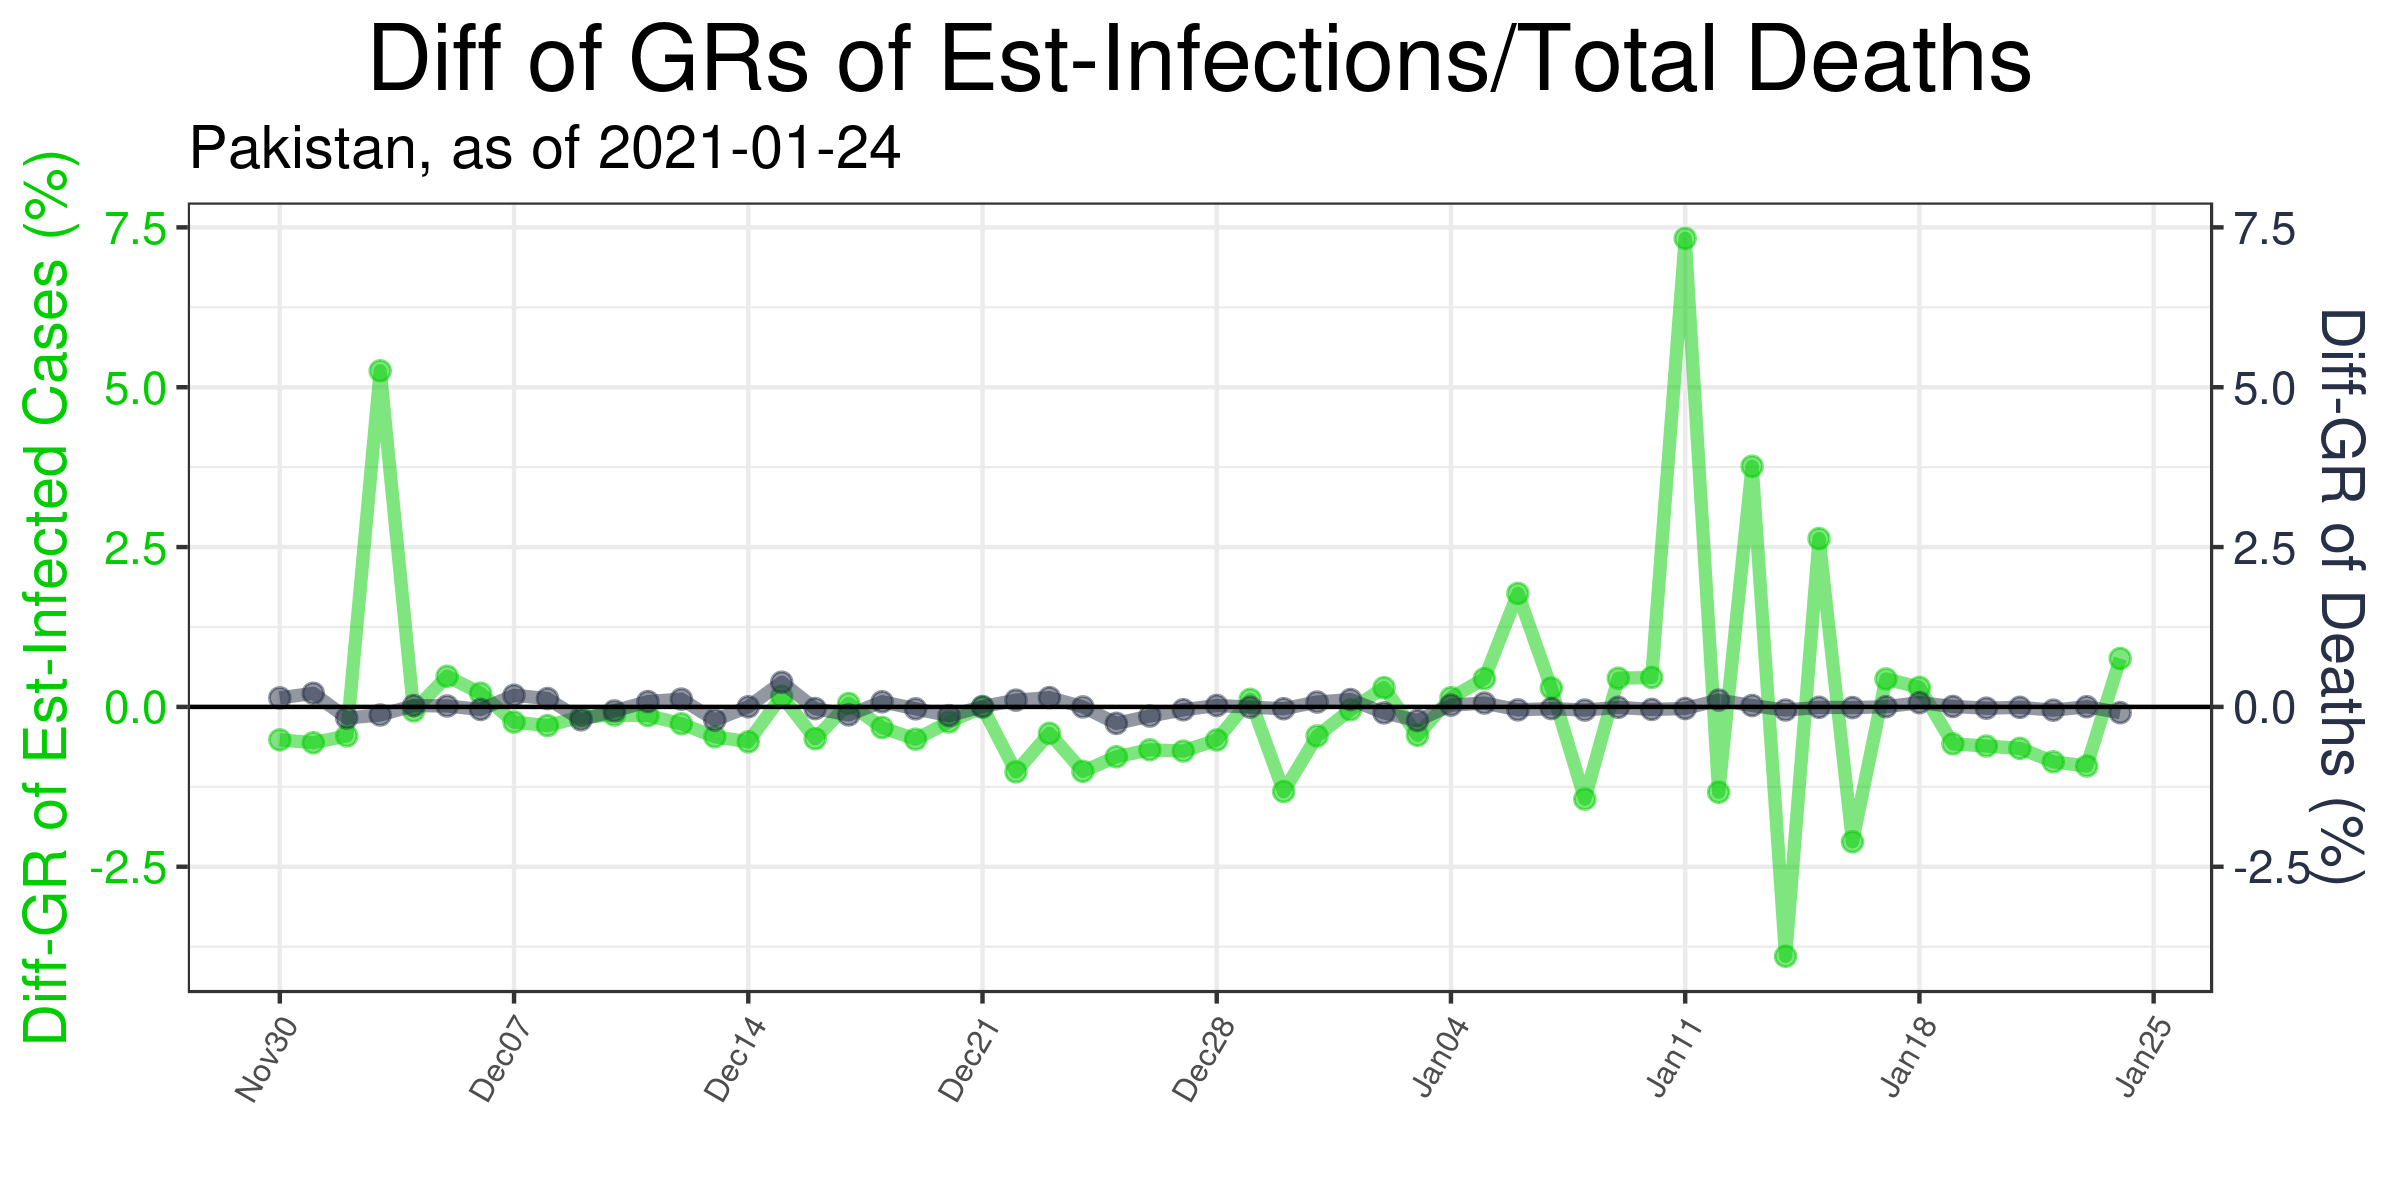 Diff of GRs of Est-Infections/Total Deaths
Pakistan, as of 2021-01-24
Diff-GR of Est-Infected Cases (%)
7.5
5.0
2.5
0.0
-2.5
7.5
5.0
2.5
0.0
-2.5
Diff-GR of Deaths (%)
Nov30
Dec07
Dec14
Dec21
Dec28
Jan04
Jan11
Jan18
Jan25